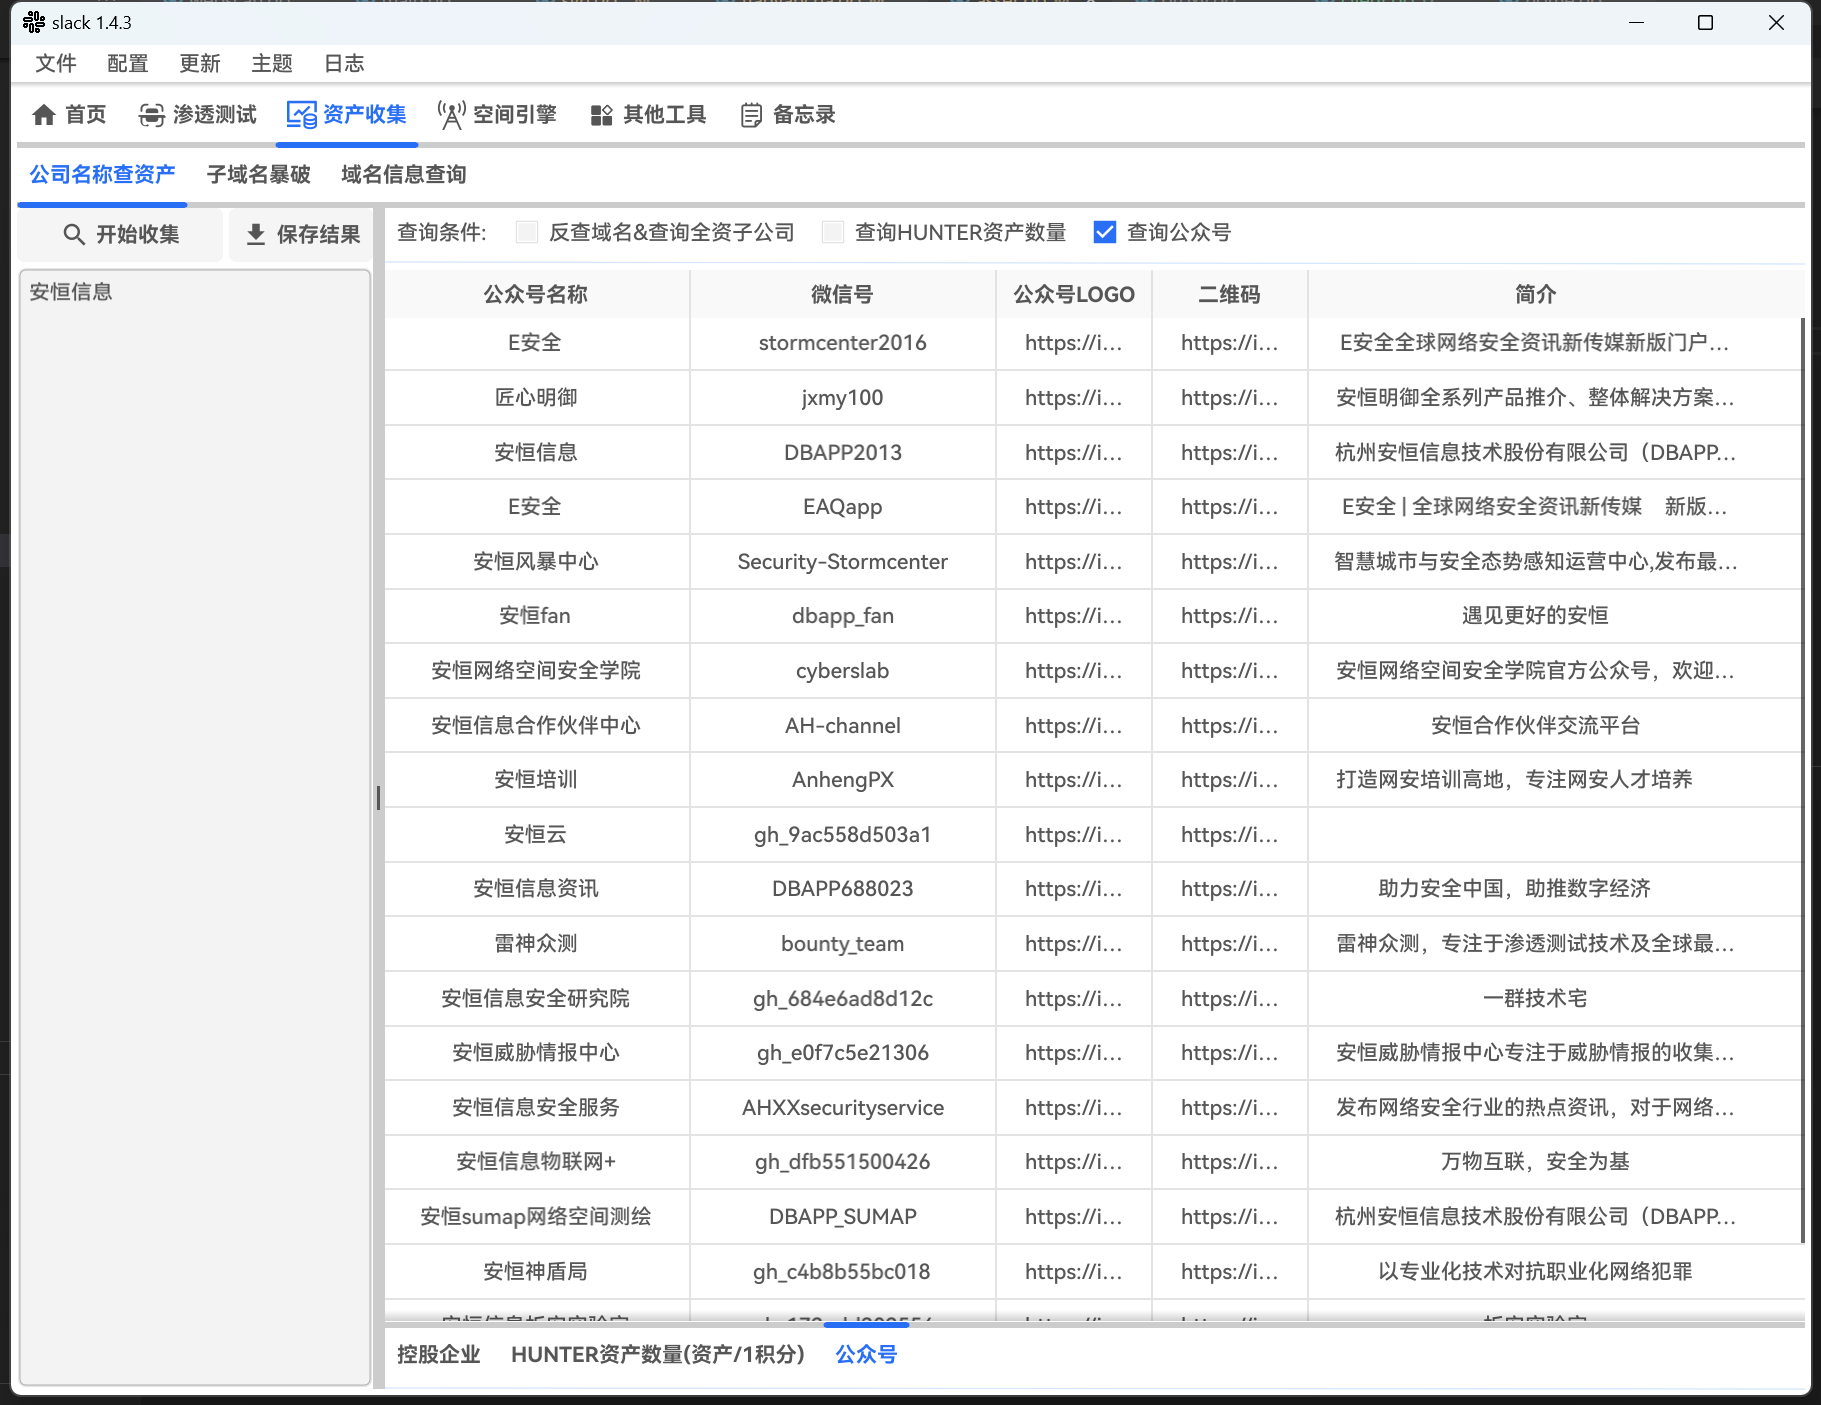 slack 1.4.3
文件 配置 更新 主题 日志
首页 渗透测试 资产收集 空间引擎 其他工具 备忘录
公司名称查资产 子域名暴破 域名信息查询
开始收集 保存结果 查询条件: 反查域名&查询全资子公司 查询HUNTER资产数量 查询公众号
安恒信息
公众号名称 微信号 公众号LOGO 二维码 简介
E安全 stormcenter2016 https://i... https://i... E安全全球网络安全资讯新传媒新版门户...
匠心明御 jxmy100 https://i... https://i... 安恒明御全系列产品推介、整体解决方案...
安恒信息 DBAPP2013 https://i... https://i... 杭州安恒信息技术股份有限公司（DBAPP...
E安全 EAQapp https://i... https://i... E安全 | 全球网络安全资讯新传媒　新版...
安恒风暴中心 Security-Stormcenter https://i... https://i... 智慧城市与安全态势感知运营中心,发布最...
安恒fan dbapp_fan https://i... https://i... 遇见更好的安恒
安恒网络空间安全学院 cyberslab https://i... https://i... 安恒网络空间安全学院官方公众号，欢迎...
安恒信息合作伙伴中心 AH-channel https://i... https://i... 安恒合作伙伴交流平台
安恒培训 AnhengPX https://i... https://i... 打造网安培训高地，专注网安人才培养
安恒云 gh_9ac558d503a1 https://i... https://i...
安恒信息资讯 DBAPP688023 https://i... https://i... 助力安全中国，助推数字经济
雷神众测 bounty_team https://i... https://i... 雷神众测，专注于渗透测试技术及全球最...
安恒信息安全研究院 gh_684e6ad8d12c https://i... https://i... 一群技术宅
安恒威胁情报中心 gh_e0f7c5e21306 https://i... https://i... 安恒威胁情报中心专注于威胁情报的收集...
安恒信息安全服务 AHXXsecurityservice https://i... https://i... 发布网络安全行业的热点资讯，对于网络...
安恒信息物联网+ gh_dfb551500426 https://i... https://i... 万物互联，安全为基
安恒sumap网络空间测绘 DBAPP_SUMAP https://i... https://i... 杭州安恒信息技术股份有限公司（DBAPP...
安恒神盾局 gh_c4b8b55bc018 https://i... https://i... 以专业化技术对抗职业化网络犯罪
控股企业 HUNTER资产数量(资产/1积分) 公众号